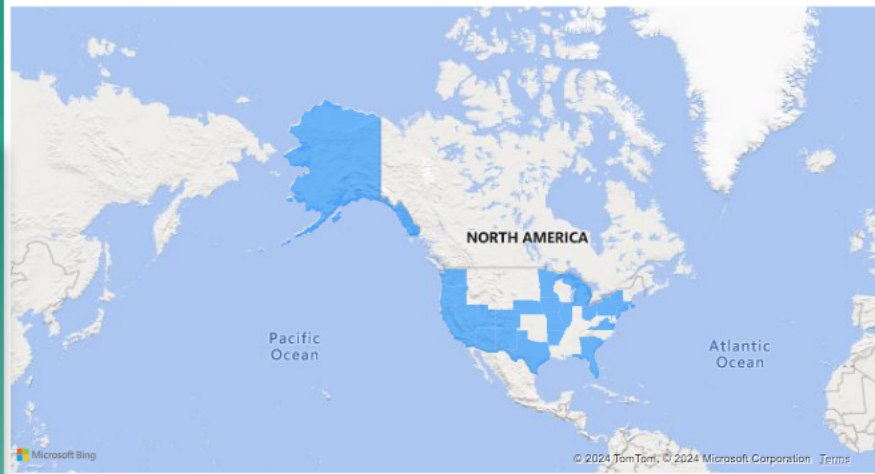 NORTH AMERICA
Pacific
Ocean
Atlantic
Ocean
Microsoft Bing
© 2024 TomTom, © 2024 Microsoft Corporation Terms